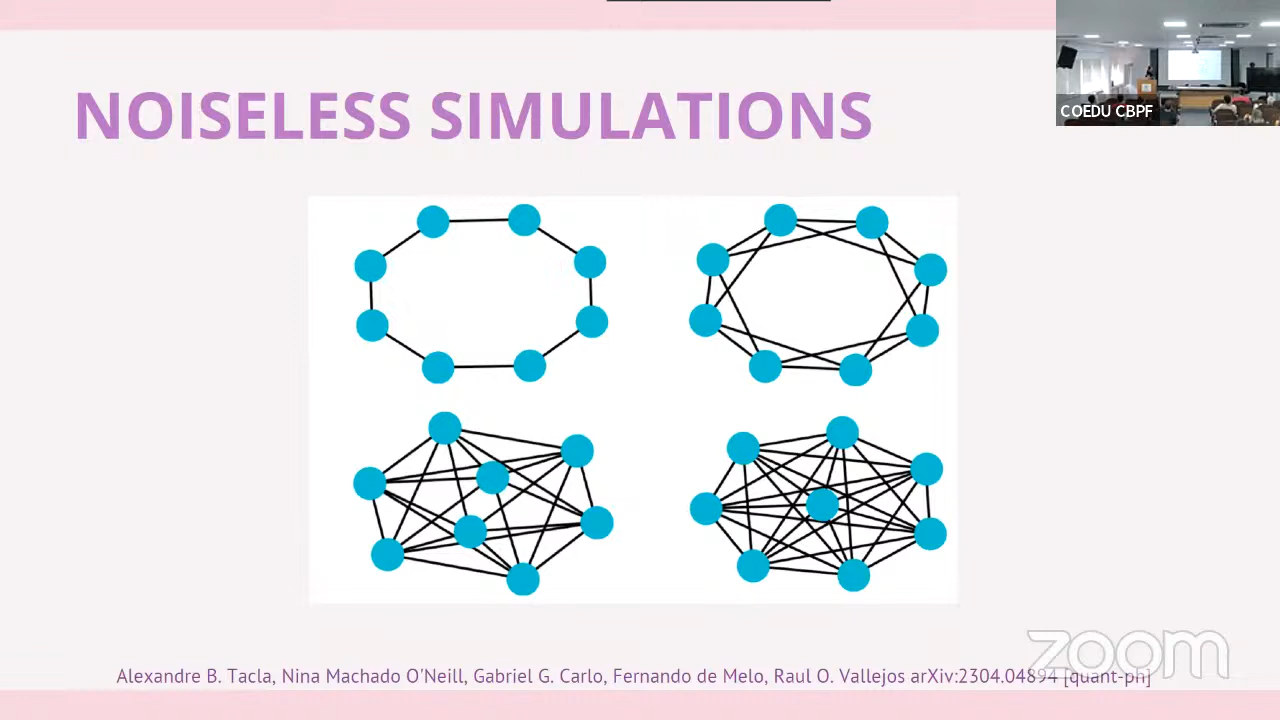 NOISELESS SIMULATIONS
COEDU CBPF
Alexandre B. Tacla, Nina Machado O'Neill, Gabriel G. Carlo, Fernando de Melo, Raul O. Vallejos arXiv:2304.04894 [quant-ph]
zoom